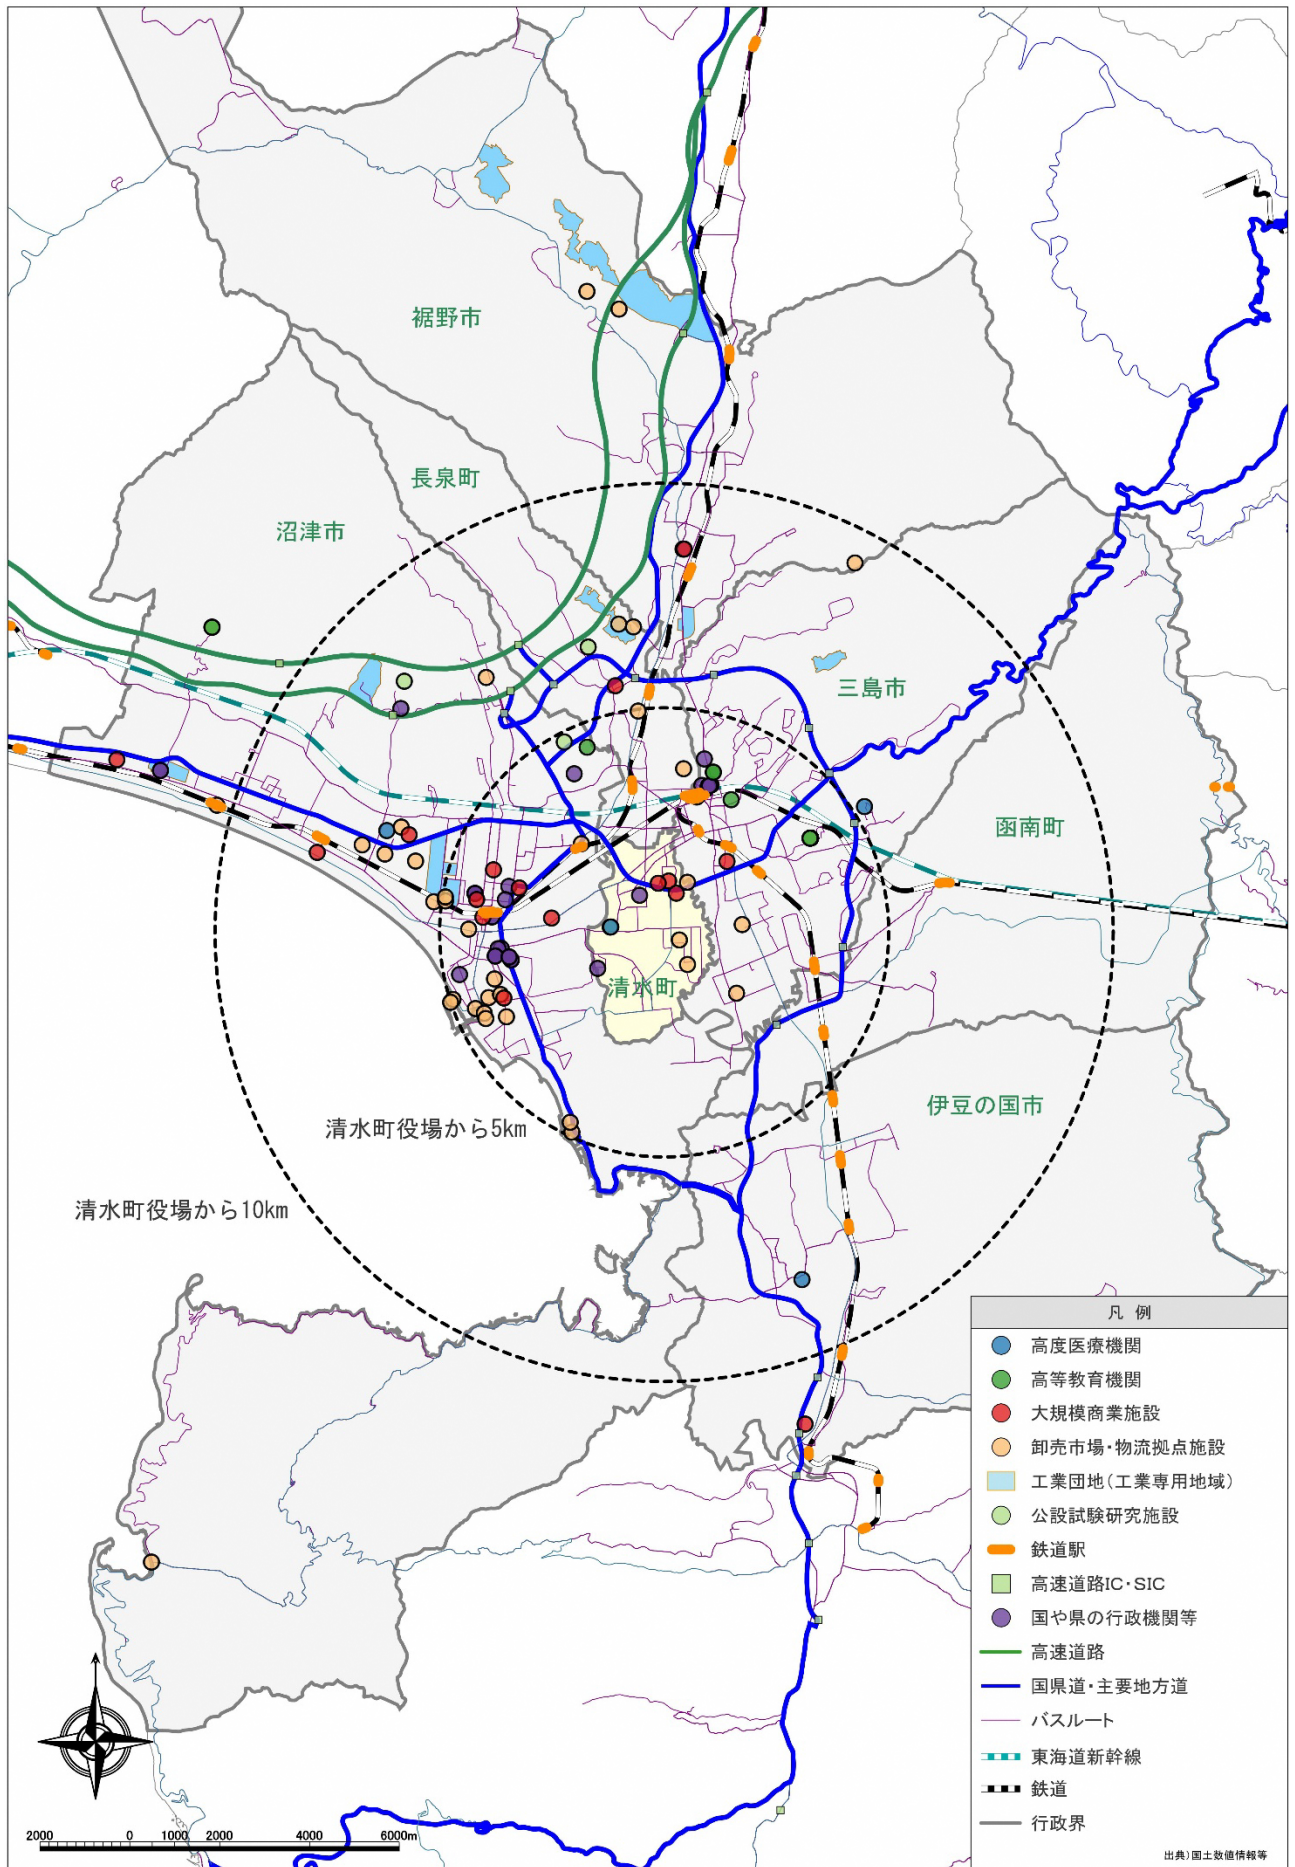 裾野市
長泉町
沼津市
三島市
函南町
清水町
伊豆の国市
清水町役場から5km
清水町役場から10km
凡 例
高度医療機関
高等教育機関
大規模商業施設
卸売市場・物流拠点施設
工業団地(工業専用地域)
公設試験研究施設
鉄道駅
高速道路IC・SIC
国や県の行政機関等
高速道路
国県道・主要地方道
バスルート
東海道新幹線
鉄道
行政界
2000 0 1000 2000 4000 6000m
出典)国土数値情報等